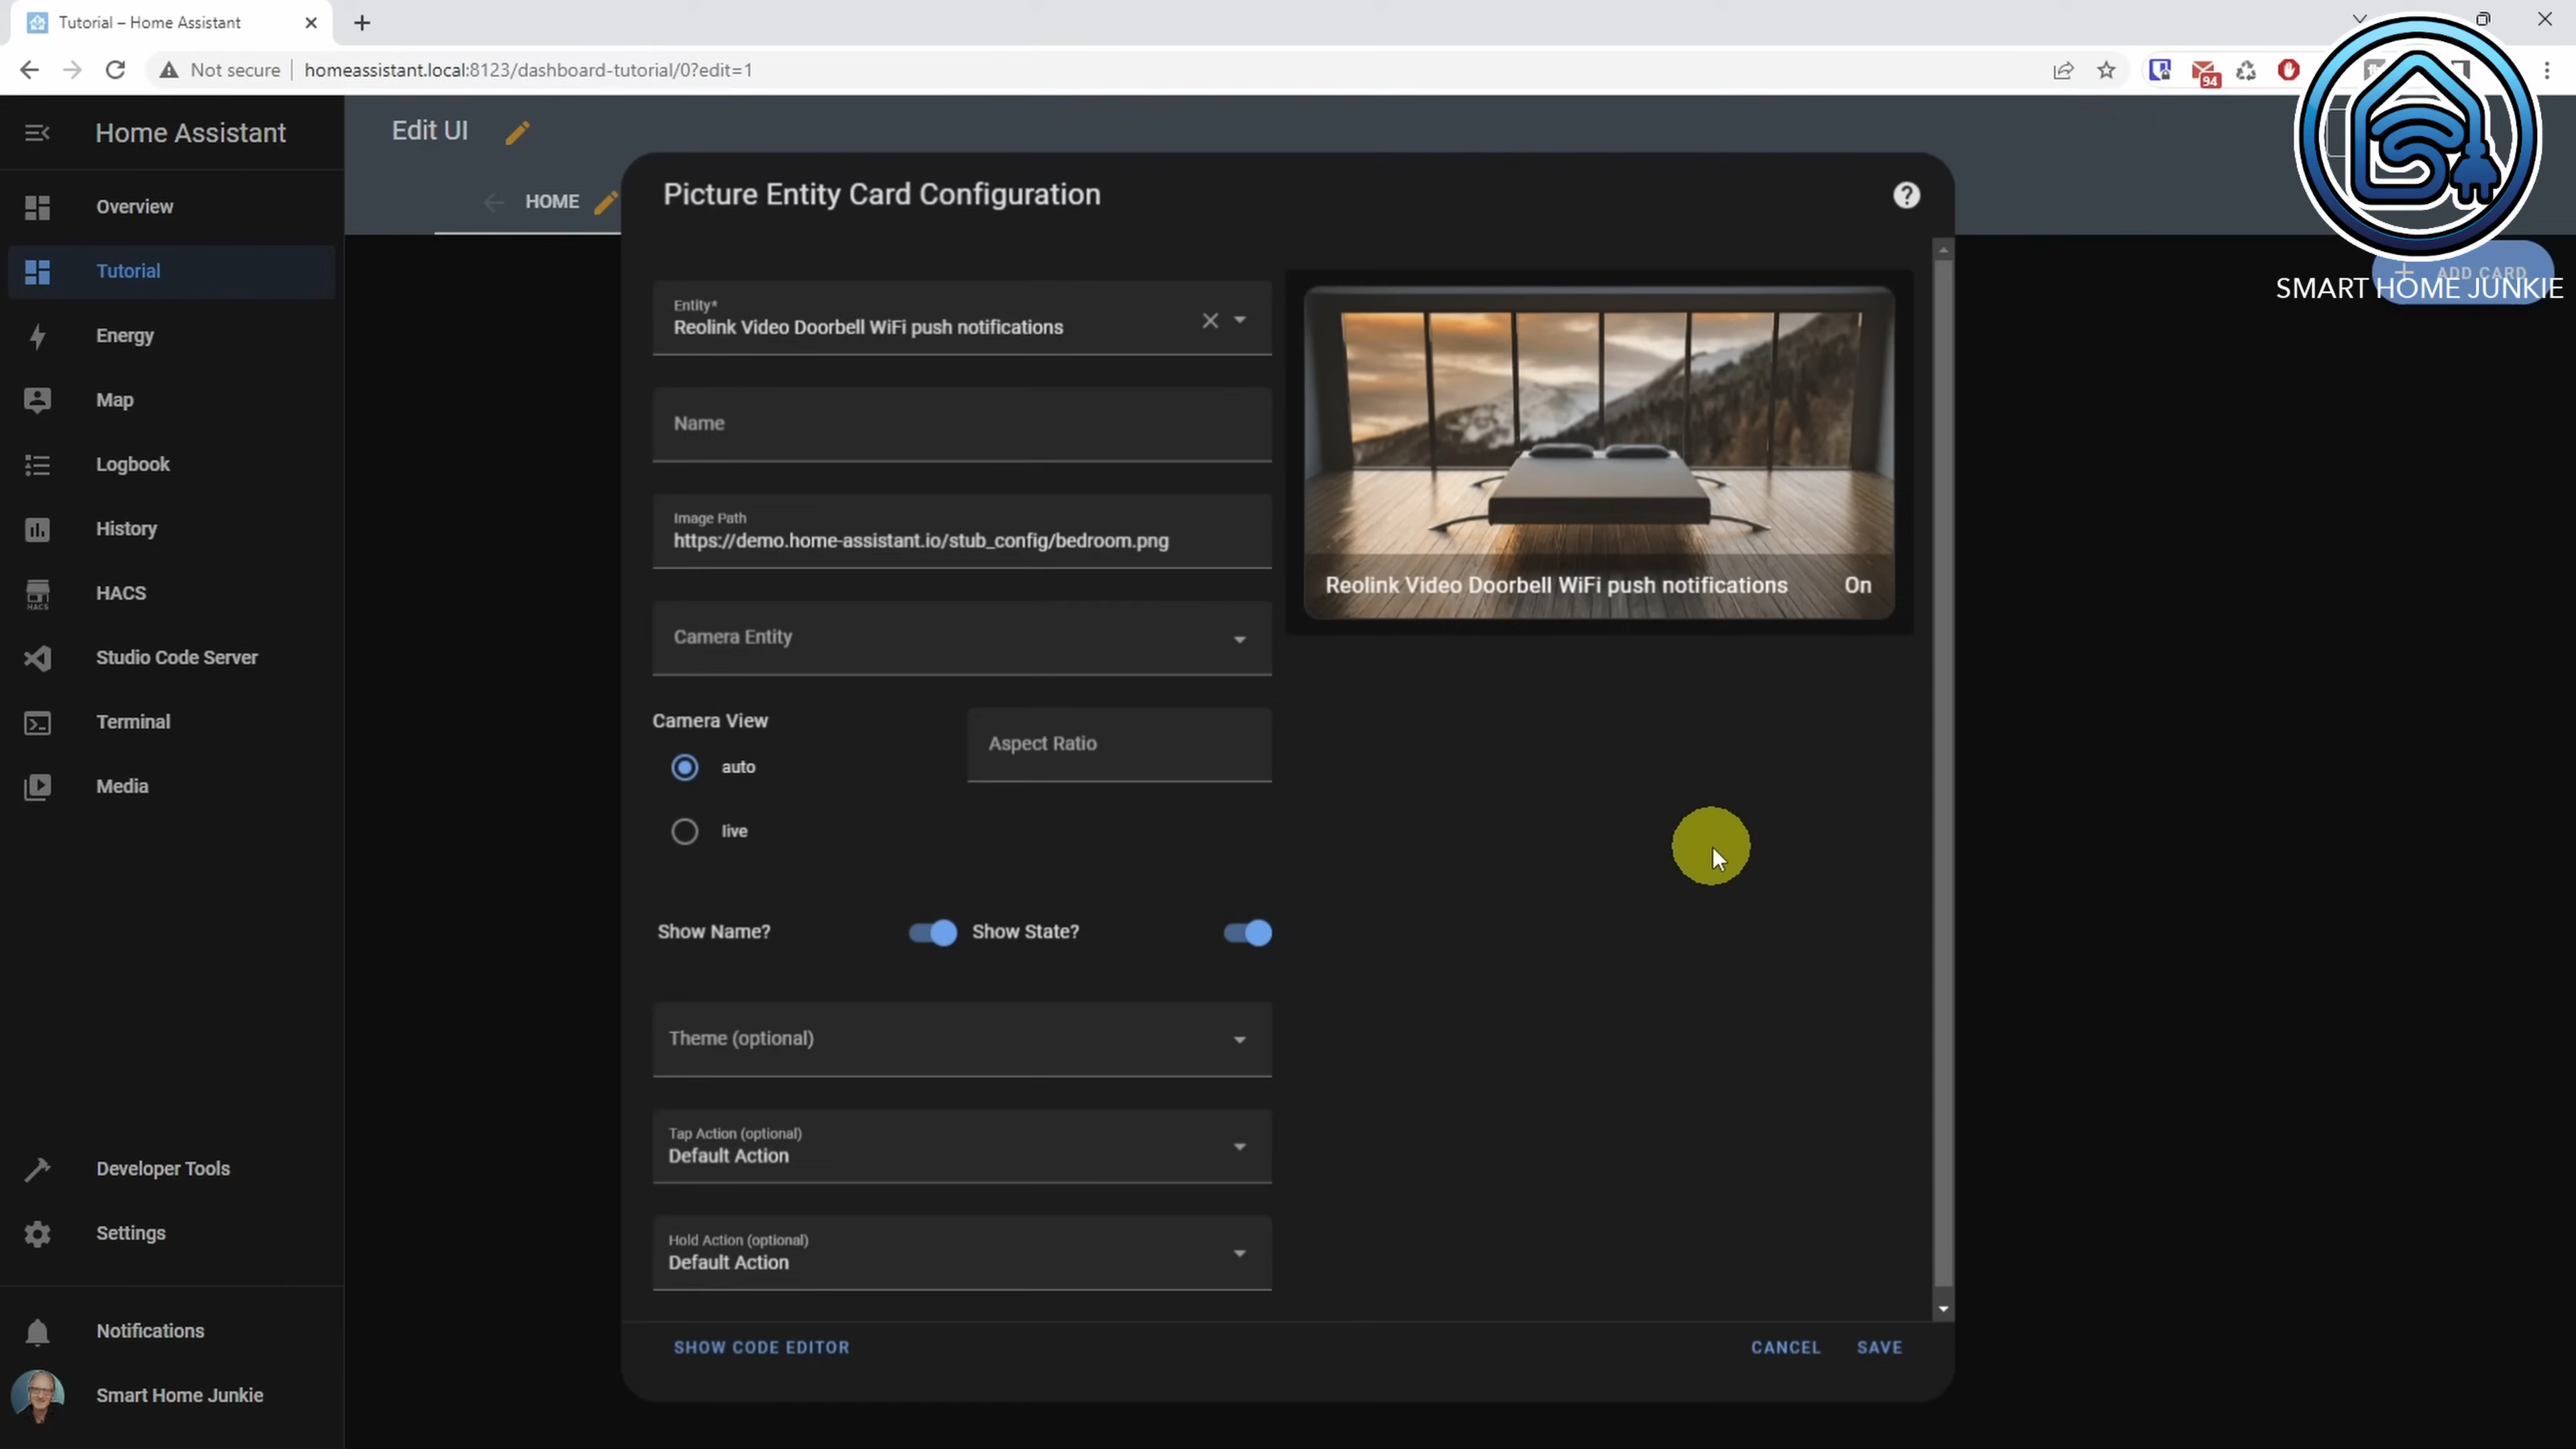 Tutorial – Home Assistant
Not secure
homeassistant.local:8123/dashboard-tutorial/0?edit=1
94
Home Assistant
Edit UI
HOME
Overview
Tutorial
Energy
Map
Logbook
History
HACS
HACS
Studio Code Server
Terminal
Media
Developer Tools
Settings
Notifications
Smart Home Junkie
Picture Entity Card Configuration
Entity*
Reolink Video Doorbell WiFi push notifications
Name
Image Path
https://demo.home-assistant.io/stub_config/bedroom.png
Camera Entity
Camera View
auto
live
Aspect Ratio
Show Name?
Show State?
Theme (optional)
Tap Action (optional)
Default Action
Hold Action (optional)
Default Action
SHOW CODE EDITOR
CANCEL
SAVE
Reolink Video Doorbell WiFi push notifications On
ADD CARD
SMART HOME JUNKIE